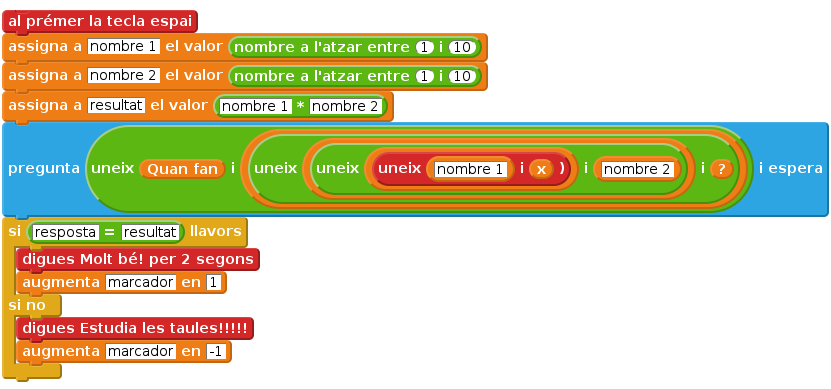 al prémer la tecla espai
assigna a nombre 1 el valor nombre a l'atzar entre 1 i 10
assigna a nombre 2 el valor nombre a l'atzar entre 1 i 10
assigna a resultat el valor nombre 1 * nombre 2
pregunta uneix Quan fan i uneix uneix uneix nombre 1 i x ) i nombre 2 i ? i espera
si resposta = resultat llavors
digues Molt bé! per 2 segons
augmenta marcador en 1
si no
digues Estudia les taules!!!!!
augmenta marcador en -1